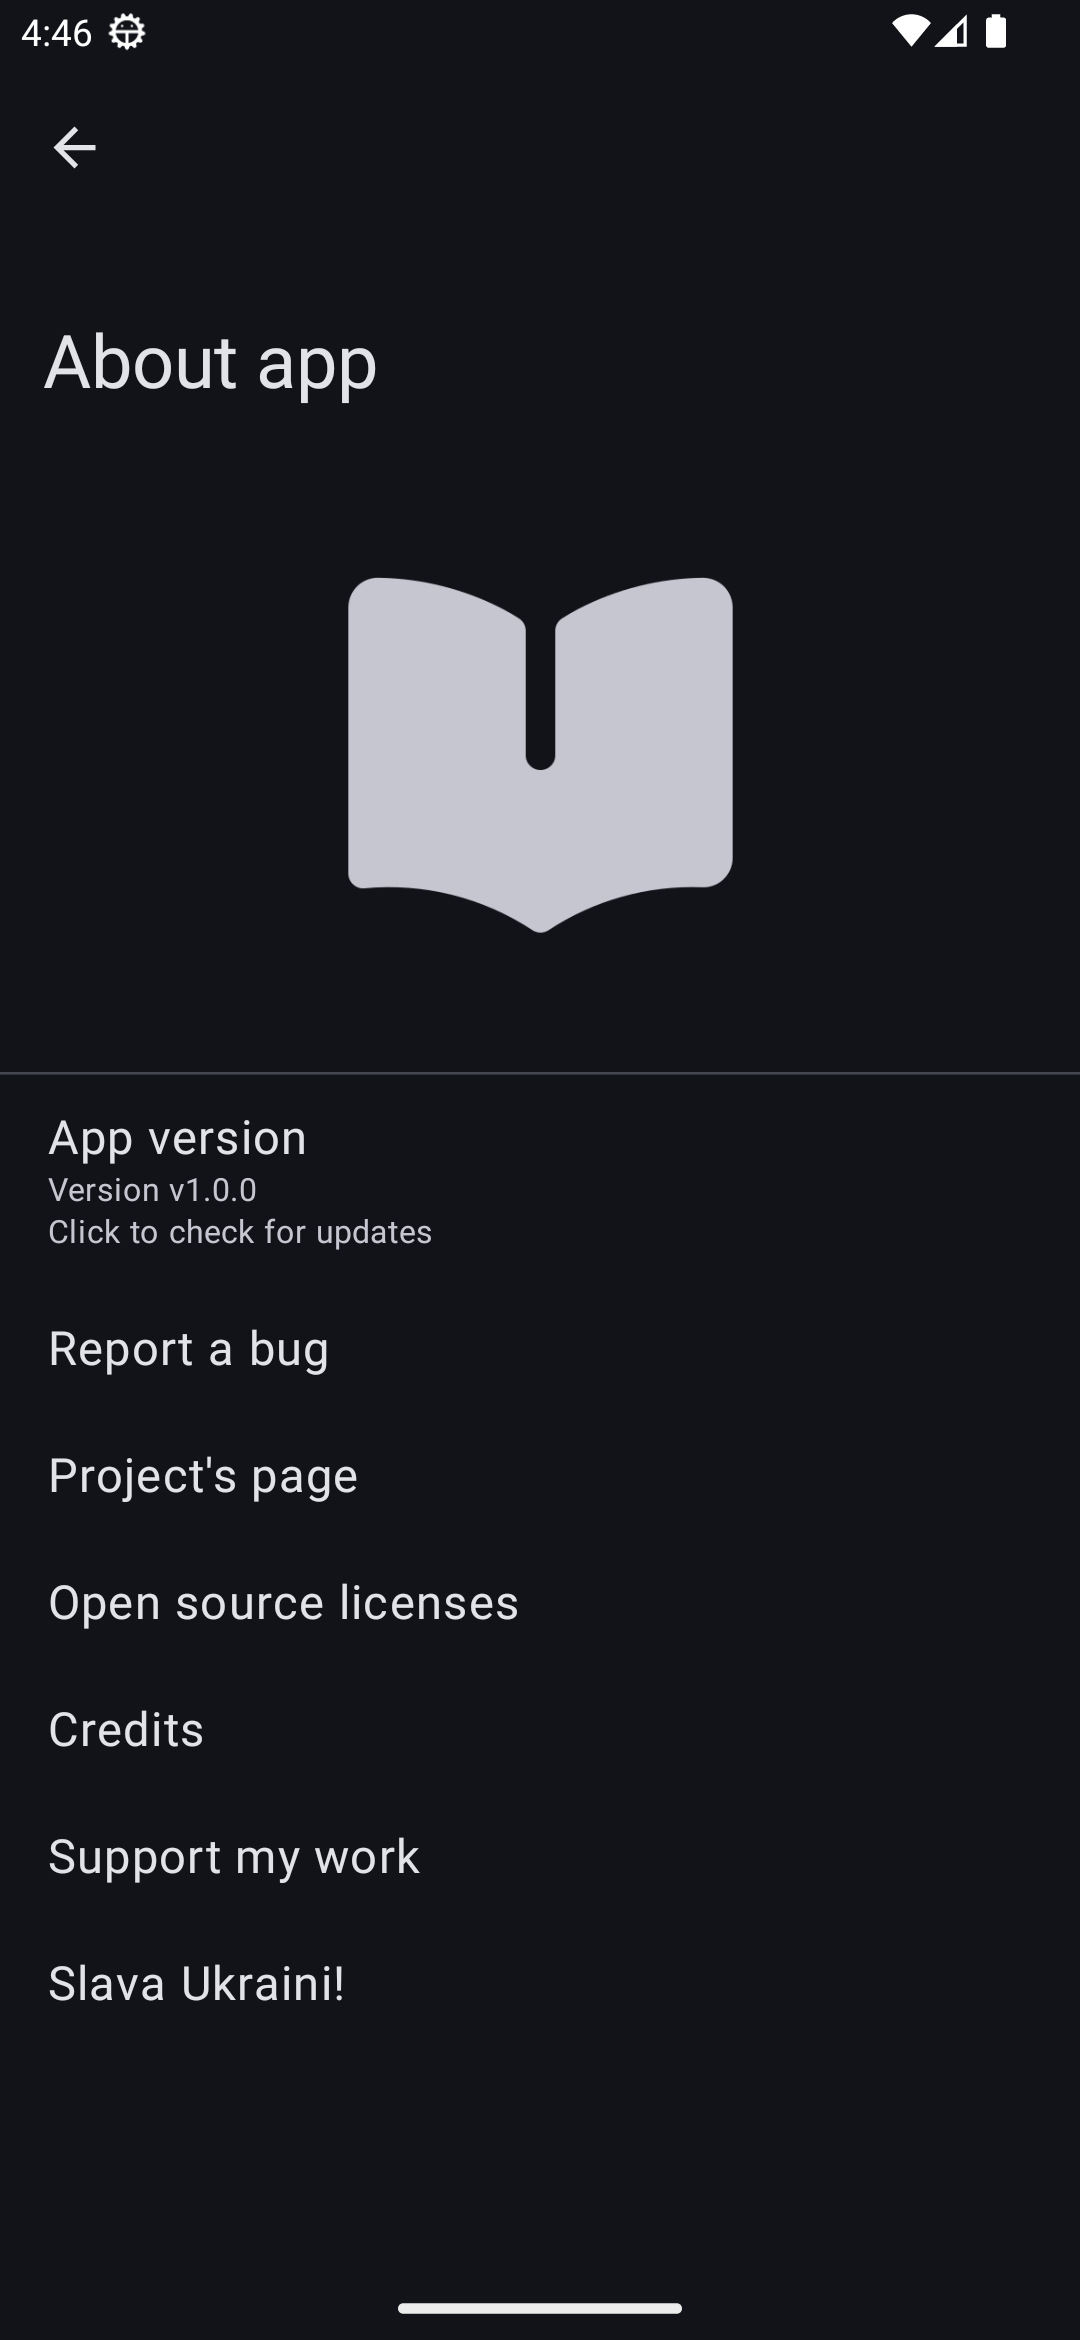 4:46
About app
App version
Version v1.0.0
Click to check for updates
Report a bug
Project's page
Open source licenses
Credits
Support my work
Slava Ukraini!